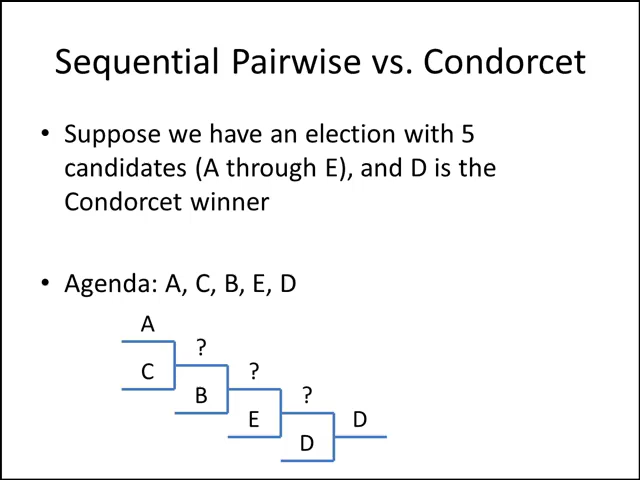 Sequential Pairwise vs. Condorcet
• Suppose we have an election with 5
candidates (A through E), and D is the
Condorcet winner
• Agenda: A, C, B, E, D
A
?
C
?
B
?
E
D
D